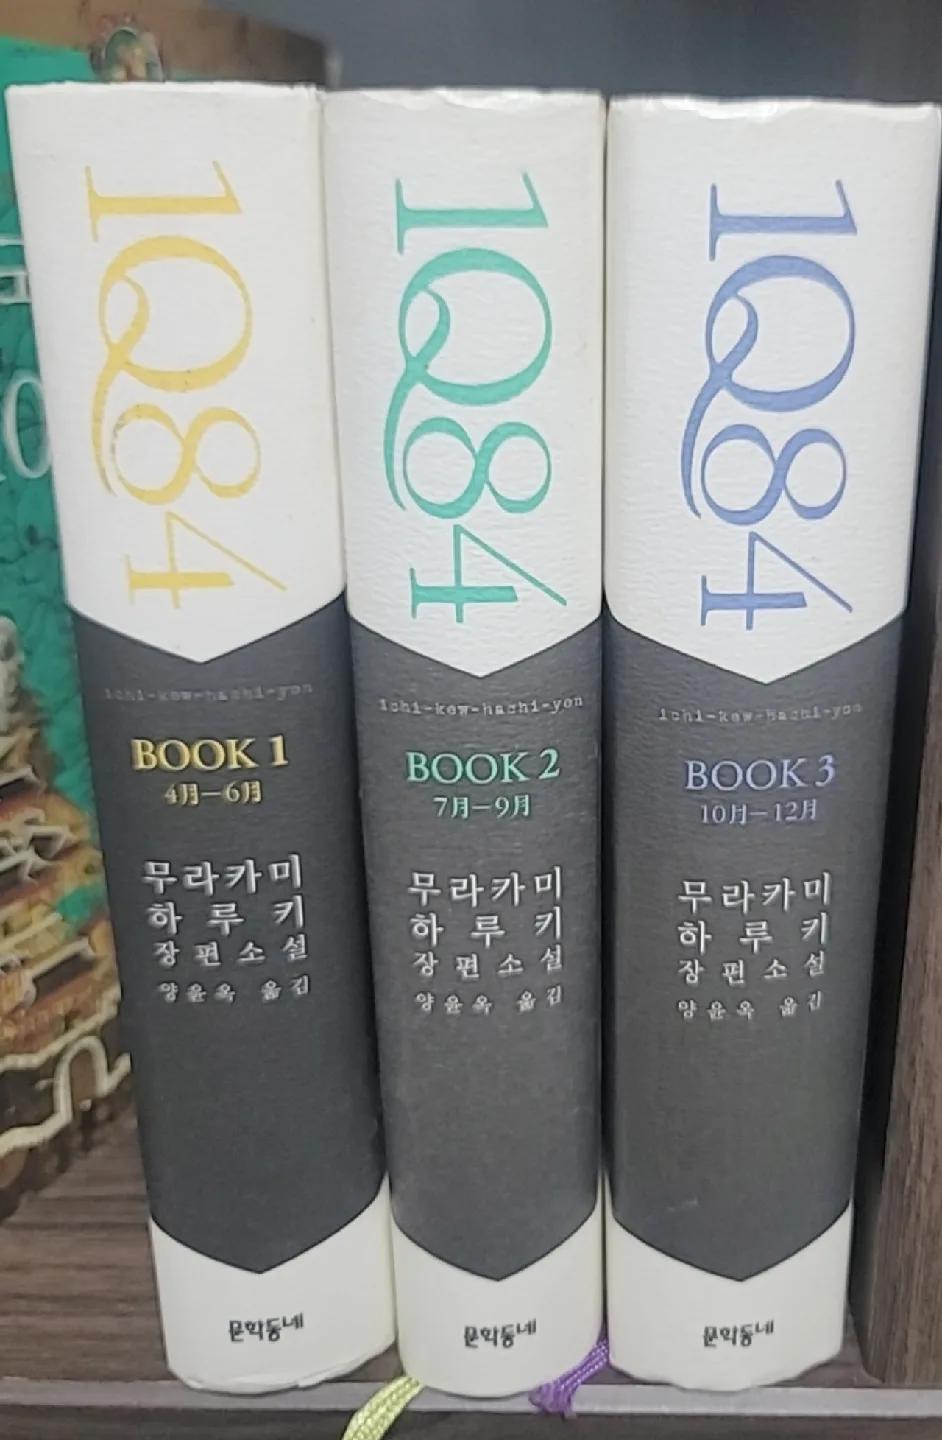 1Q84
ichi-kew-hachi-yon
BOOK 1
4月–6月
무라카미
하루키
장편소설
양윤옥 옮김
문학동네
1Q84
ichi-kew-hachi-yon
BOOK 2
7月–9月
무라카미
하루키
장편소설
양윤옥 옮김
문학동네
1Q84
ichi-kew-hachi-yon
BOOK 3
10月–12月
무라카미
하루키
장편소설
양윤옥 옮김
문학동네